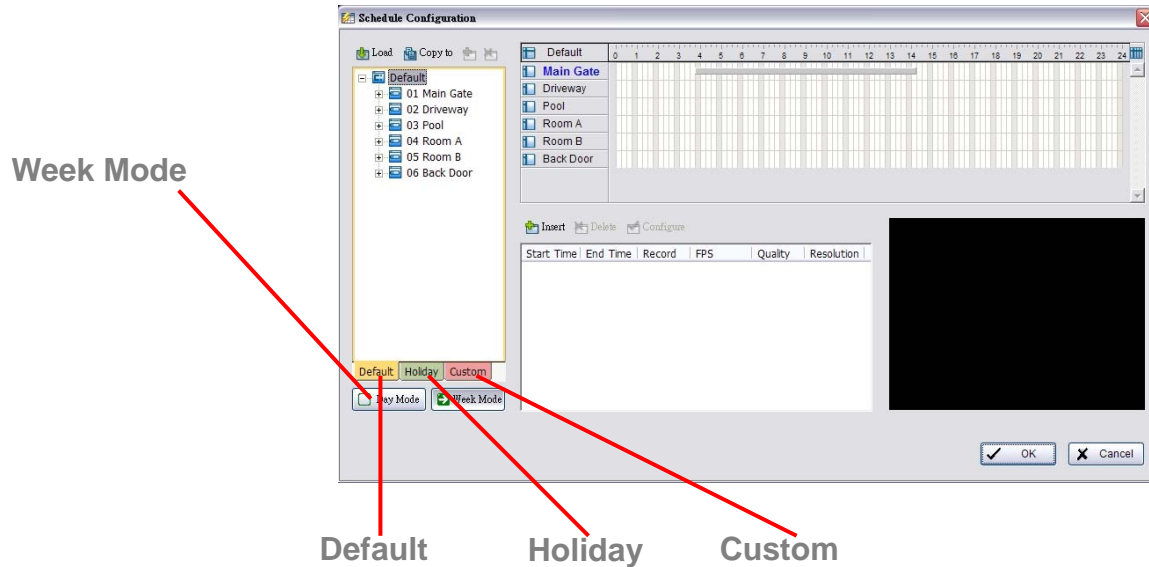 Schedule Configuration
Load Copy to
Default
01 Main Gate
02 Driveway
03 Pool
04 Room A
05 Room B
06 Back Door
Default 0 1 2 3 4 5 6 7 8 9 10 11 12 13 14 15 16 17 18 19 20 21 22 23 24
Main Gate
Driveway
Pool
Room A
Room B
Back Door
Week Mode
Insert Delete Configure
Start Time End Time Record FPS Quality Resolution
Default Holiday Custom
Day Mode Week Mode
OK Cancel
Default Holiday Custom